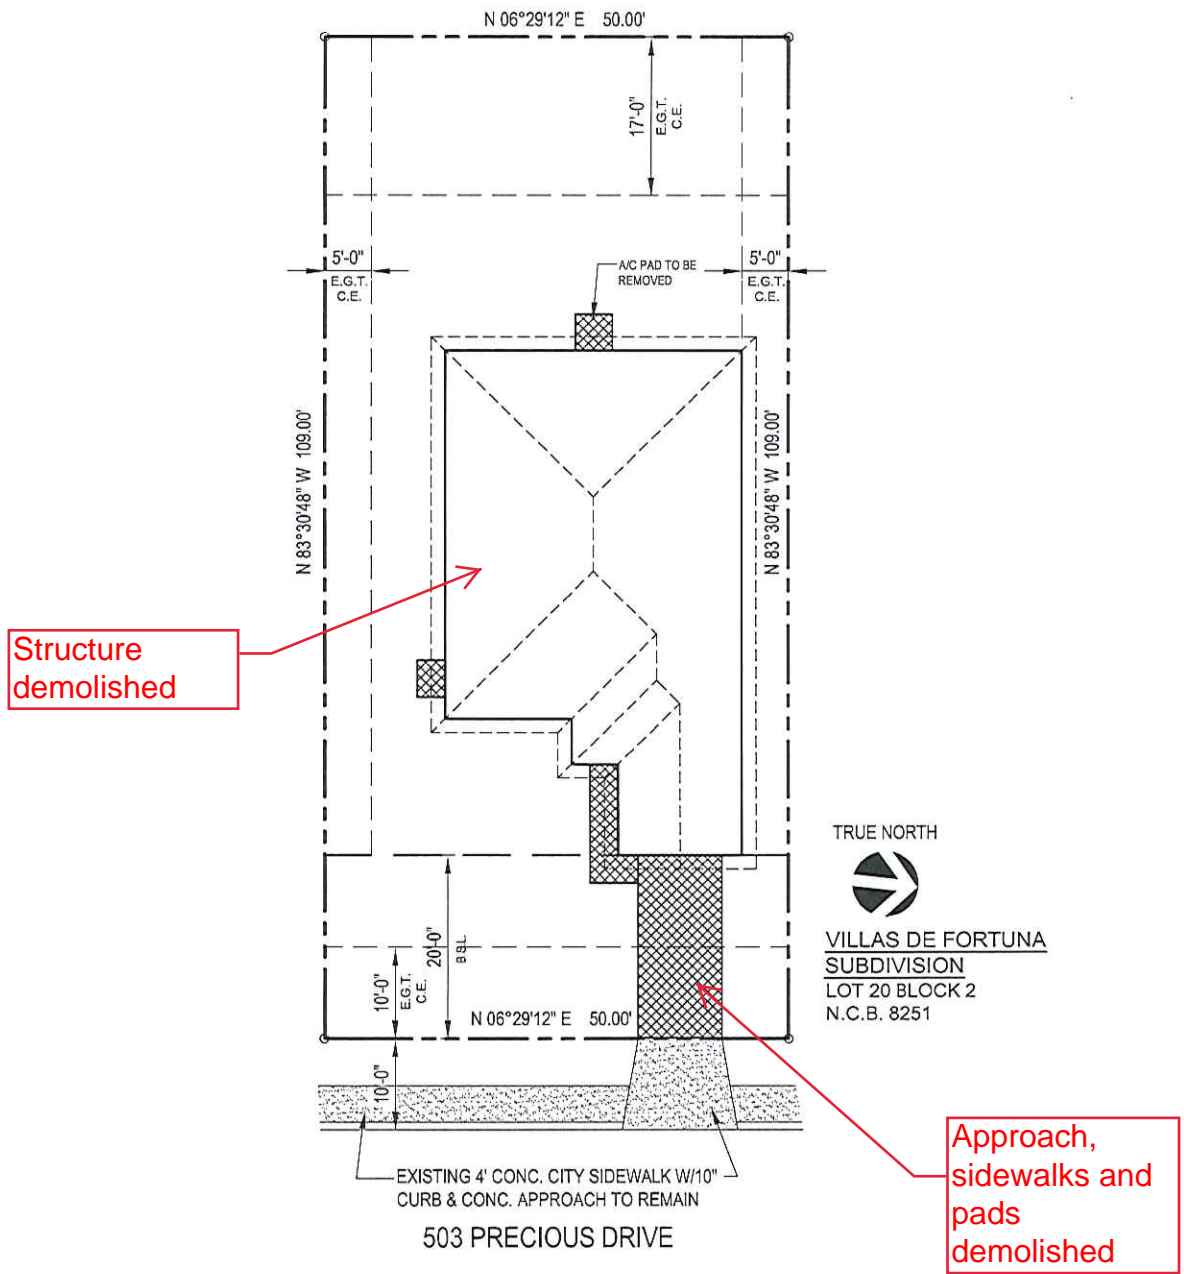 N 06°29'12" E 50.00'
17'-0"
E.G.T.
C.E.
5'-0"
E.G.T.
C.E.
A/C PAD TO BE
REMOVED
5'-0"
E.G.T.
C.E.
N 83°30'48" W 109.00'
N 83°30'48" W 109.00'
Structure
demolished
TRUE NORTH
VILLAS DE FORTUNA
SUBDIVISION
LOT 20 BLOCK 2
N.C.B. 8251
20'-0"
B.S.L.
10'-0"
E.G.T.
C.E.
N 06°29'12" E 50.00'
10'-0"
Approach,
sidewalks and
pads
demolished
EXISTING 4' CONC. CITY SIDEWALK W/10"
CURB & CONC. APPROACH TO REMAIN
503 PRECIOUS DRIVE